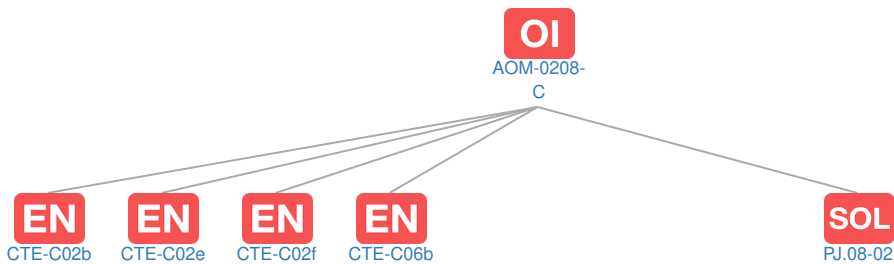 OI
AOM-0208-
C
EN EN EN EN SOL
CTE-C02b CTE-C02e CTE-C02f CTE-C06b PJ.08-02